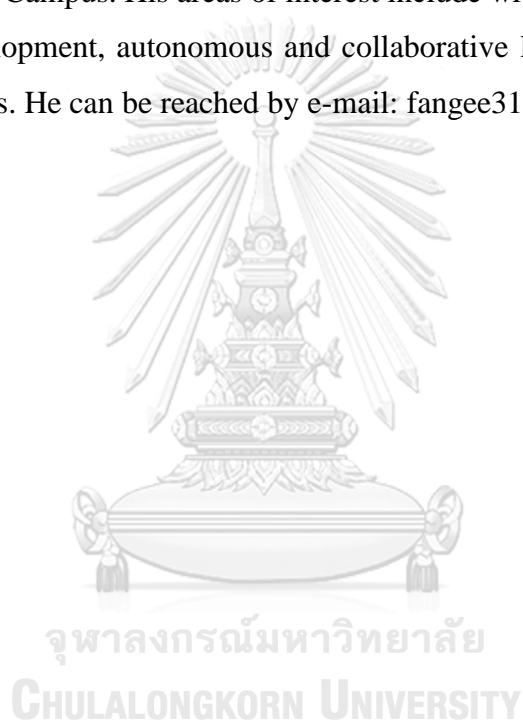 Campus. His areas of interest include w
opment, autonomous and collaborative
s. He can be reached by e-mail: fangee31
จุฬาลงกรณ์มหาวิทยาลัย
CHULALONGKORN UNIVERSITY